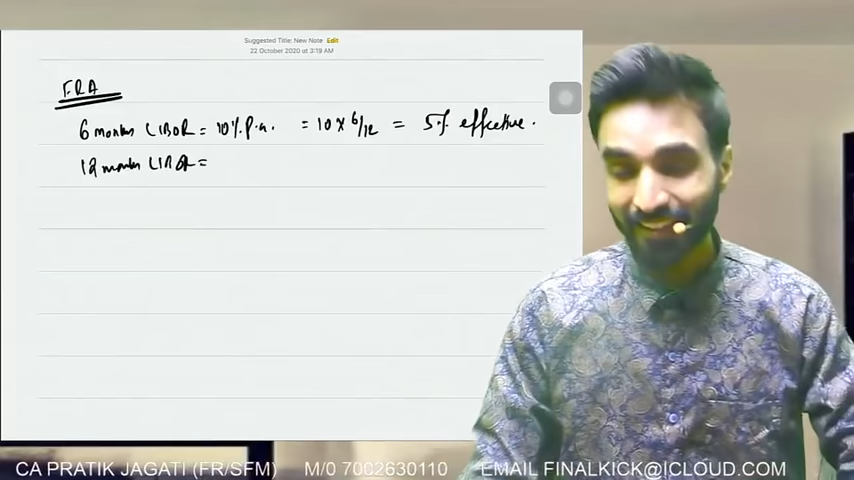 Suggested Title: New Note Edit
22 October 2020 at 3:19 AM
FRA
6 months LIBOR = 10% p.a. = 10 x 6/12 = 5% effective.
12 months LIBOR =
CA PRATIK JAGATI (FR/SFM) M/0 7002630110 EMAIL FINALKICK@ICLOUD.COM